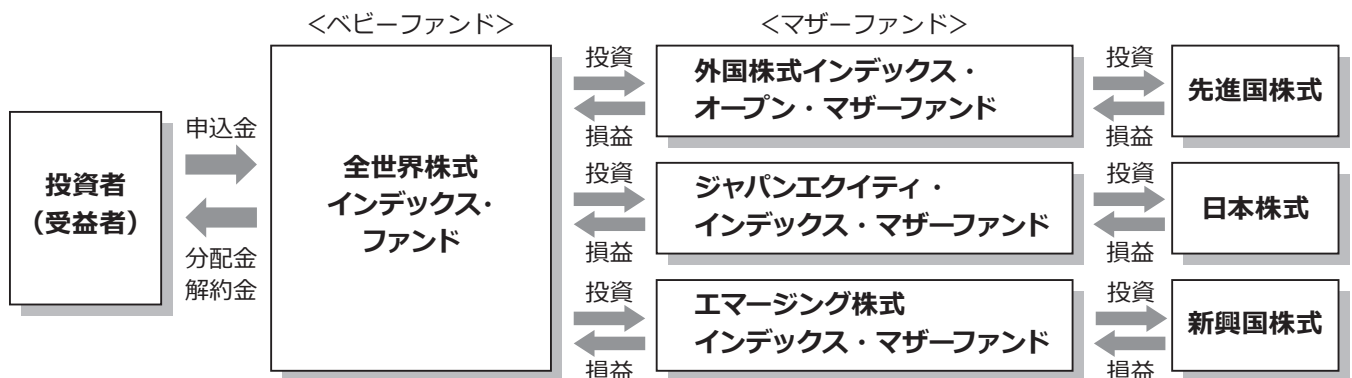 <ベビーファンド>
<マザーファンド>
投資者
(受益者)
申込金
分配金
解約金
全世界株式
インデックス・
ファンド
投資
損益
外国株式インデックス・
オープン・マザーファンド
投資
損益
先進国株式
投資
損益
ジャパンエクイティ・
インデックス・マザーファンド
投資
損益
日本株式
投資
損益
エマージング株式
インデックス・マザーファンド
投資
損益
新興国株式